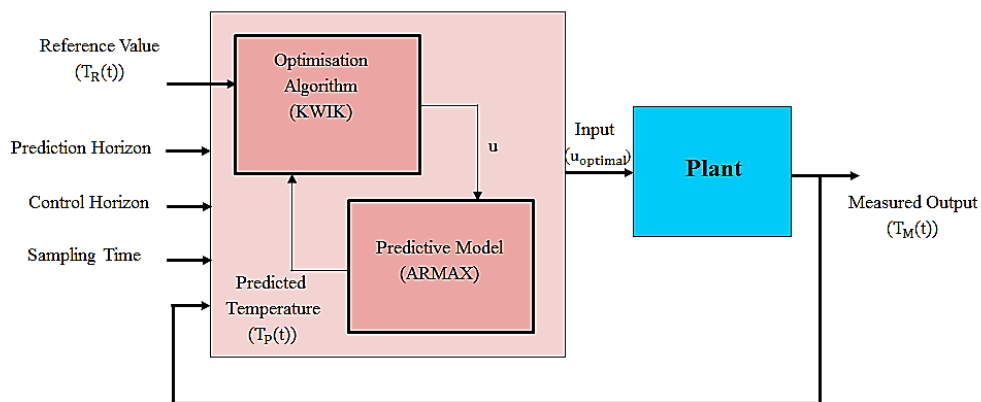 Reference Value
(T_R(t))
Prediction Horizon
Control Horizon
Sampling Time
Optimisation
Algorithm
(KWIK)
u
Predictive Model
(ARMAX)
Predicted
Temperature
(T_P(t))
Input
(u_optimal)
Plant
Measured Output
(T_M(t))